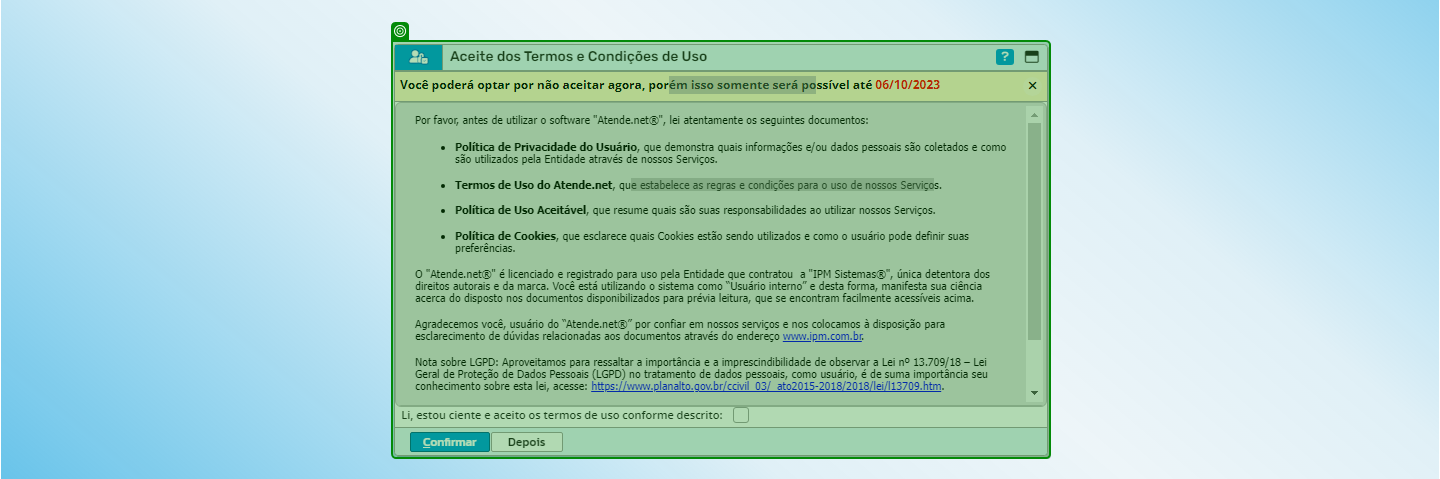 Aceite dos Termos e Condições de Uso
?
Você poderá optar por não aceitar agora, porém isso somente será possível até 06/10/2023
Por favor, antes de utilizar o software "Atende.net®", lei atentamente os seguintes documentos:
• Política de Privacidade do Usuário, que demonstra quais informações e/ou dados pessoais são coletados e como
são utilizados pela Entidade através de nossos Serviços.
• Termos de Uso do Atende.net, que estabelece as regras e condições para o uso de nossos Serviços.
• Política de Uso Aceitável, que resume quais são suas responsabilidades ao utilizar nossos Serviços.
• Política de Cookies, que esclarece quais Cookies estão sendo utilizados e como o usuário pode definir suas
preferências.
O "Atende.net®" é licenciado e registrado para uso pela Entidade que contratou a "IPM Sistemas®", única detentora dos
direitos autorais e da marca. Você está utilizando o sistema como “Usuário interno” e desta forma, manifesta sua ciência
acerca do disposto nos documentos disponibilizados para prévia leitura, que se encontram facilmente acessíveis acima.
Agradecemos você, usuário do “Atende.net®” por confiar em nossos serviços e nos colocamos à disposição para
esclarecimento de dúvidas relacionadas aos documentos através do endereço www.ipm.com.br.
Nota sobre LGPD: Aproveitamos para ressaltar a importância e a imprescindibilidade de observar a Lei nº 13.709/18 – Lei
Geral de Proteção de Dados Pessoais (LGPD) no tratamento de dados pessoais, como usuário, é de suma importância seu
conhecimento sobre esta lei, acesse: https://www.planalto.gov.br/ccivil_03/_ato2015-2018/2018/lei/l13709.htm.
Li, estou ciente e aceito os termos de uso conforme descrito:
Confirmar Depois